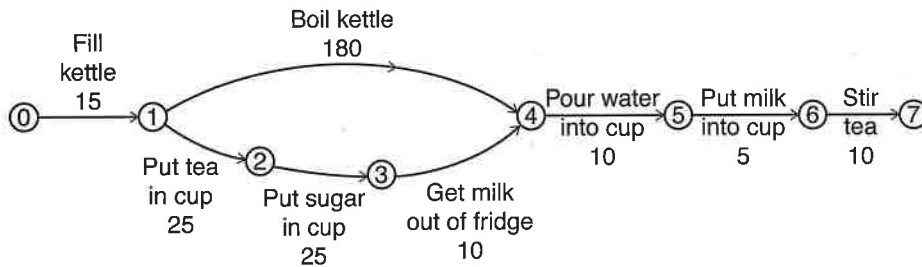 Boil kettle
180
Fill
kettle
15
0
1
4
Pour water
into cup
10
5
Put milk
into cup
5
6
Stir
tea
10
7
Put tea
in cup
25
2
Put sugar
in cup
25
3
Get milk
out of fridge
10